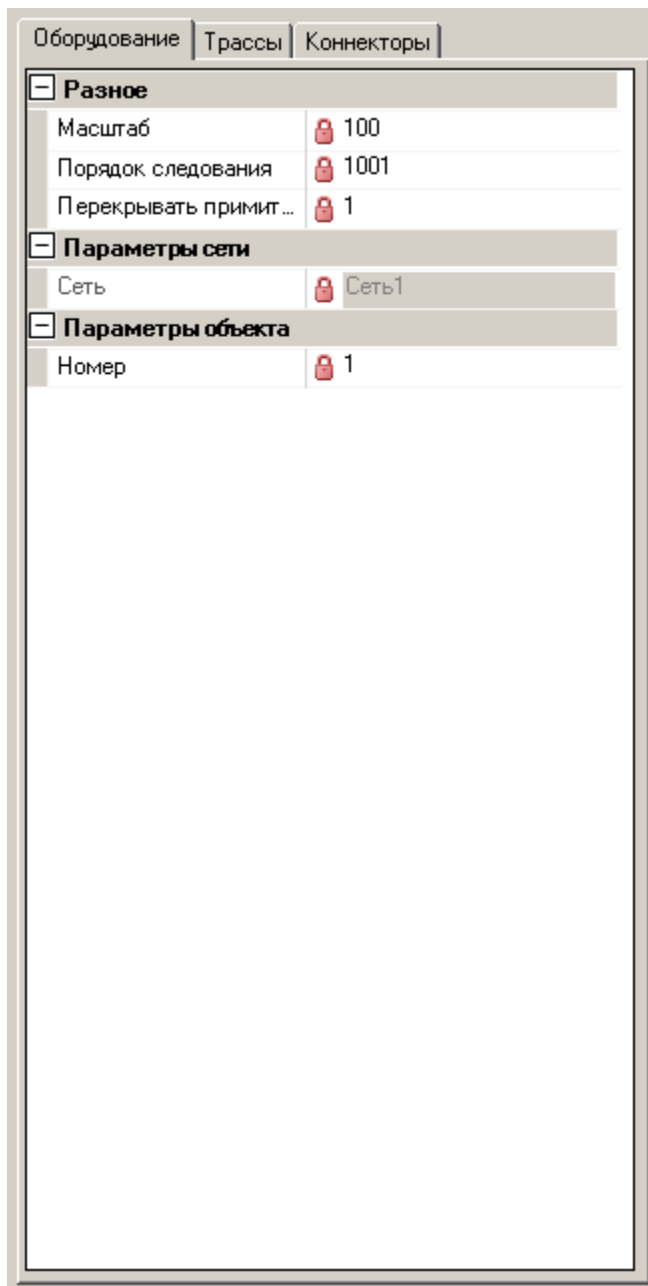 Оборудование Трассы Коннекторы
Разное
Масштаб 100
Порядок следования 1001
Перекрывать примит... 1
Параметры сети
Сеть Сеть1
Параметры объекта
Номер 1